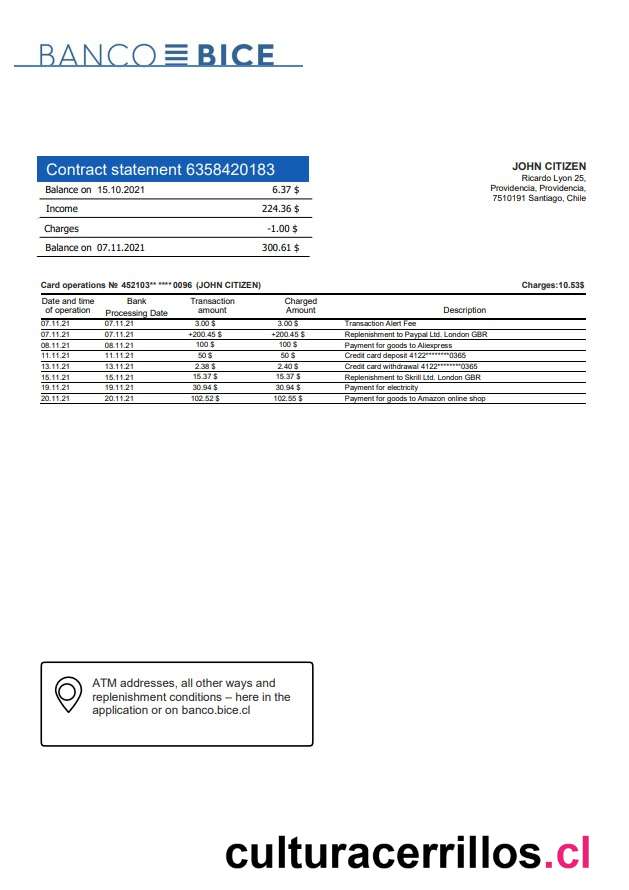 BANCO BICE
Contract statement 6358420183
Balance on 15.10.2021 6.37 $
Income 224.36 $
Charges -1.00 $
Balance on 07.11.2021 300.61 $
JOHN CITIZEN
Ricardo Lyon 25,
Providencia, Providencia,
7510191 Santiago, Chile
Card operations № 452103** ****0096 (JOHN CITIZEN) Charges:10.53$
Date and time of operation Bank Processing Date Transaction amount Charged Amount Description
07.11.21 07.11.21 3.00 $ 3.00 $ Transaction Alert Fee
07.11.21 07.11.21 +200.45 $ +200.45 $ Replenishment to Paypal Ltd. London GBR
08.11.21 08.11.21 100 $ 100 $ Payment for goods to Aliexpress
11.11.21 11.11.21 50 $ 50 $ Credit card deposit 4122********0365
13.11.21 13.11.21 2.38 $ 2.40 $ Credit card withdrawal 4122********0365
15.11.21 15.11.21 15.37 $ 15.37 $ Replenishment to Skrill Ltd. London GBR
19.11.21 19.11.21 30.94 $ 30.94 $ Payment for electricity
20.11.21 20.11.21 102.52 $ 102.55 $ Payment for goods to Amazon online shop
ATM addresses, all other ways and
replenishment conditions – here in the
application or on banco.bice.cl
culturacerrillos.cl